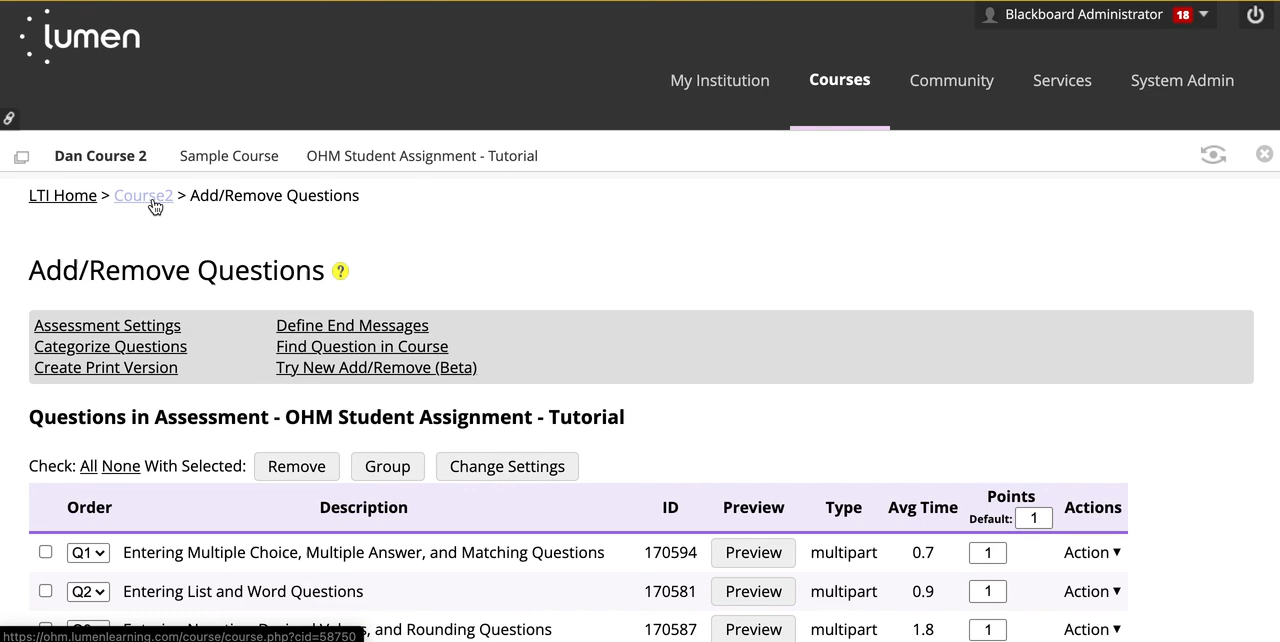 lumen
Blackboard Administrator 18
My Institution Courses Community Services System Admin
Dan Course 2 Sample Course OHM Student Assignment - Tutorial
LTI Home > Course2 > Add/Remove Questions
Add/Remove Questions ?
Assessment Settings Define End Messages
Categorize Questions Find Question in Course
Create Print Version Try New Add/Remove (Beta)
Questions in Assessment - OHM Student Assignment - Tutorial
Check: All None With Selected: Remove Group Change Settings
Order Description ID Preview Type Avg Time Points Default: 1 Actions
Q1 Entering Multiple Choice, Multiple Answer, and Matching Questions 170594 Preview multipart 0.7 1 Action ▼
Q2 Entering List and Word Questions 170581 Preview multipart 0.9 1 Action ▼
and Rounding Questions 170587 Preview multipart 1.8 1 Action ▼
https://ohm.lumenlearning.com/course/course.php?cid=58750